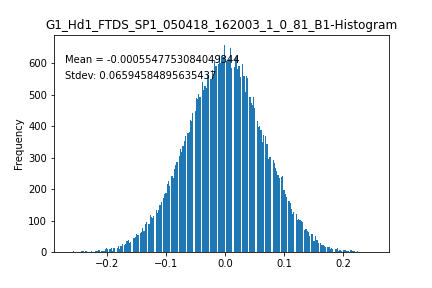 G1_Hd1_FTDS_SP1_050418_162003_1_0_81_B1-Histogram
Mean = -0.0005547753084049844
Stdev: 0.06594584895635437
Frequency
600
500
400
300
200
100
0
−0.2 −0.1 0.0 0.1 0.2